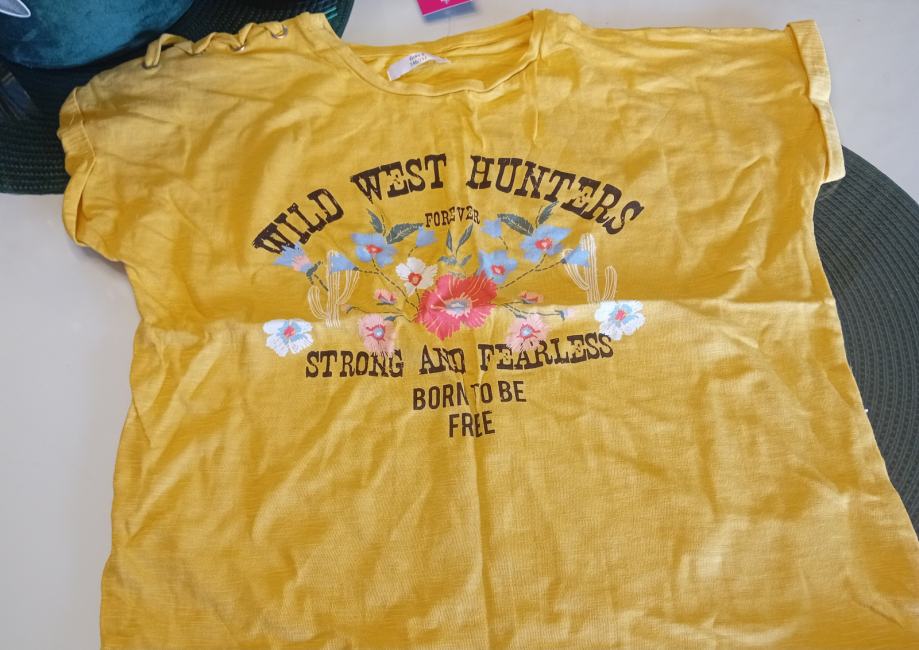 WILD WEST HUNTERS
FOREVER
STRONG AND FEARLESS
BORN TO BE
FREE